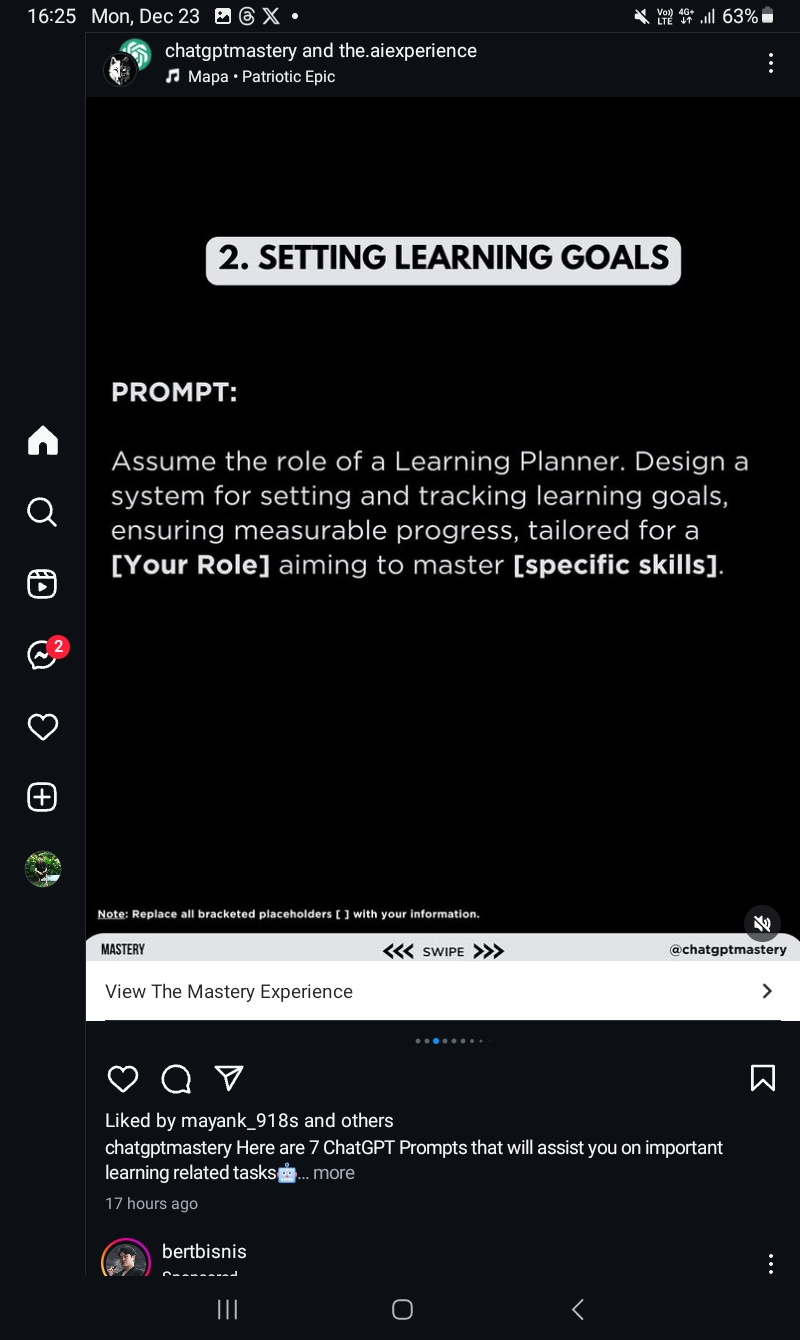 16:25 Mon, Dec 23
Vo)) LTE 4G+ 63%
chatgptmastery and the.aiexperience
Mapa • Patriotic Epic
2. SETTING LEARNING GOALS
PROMPT:
Assume the role of a Learning Planner. Design a
system for setting and tracking learning goals,
ensuring measurable progress, tailored for a
[Your Role] aiming to master [specific skills].
2
Note: Replace all bracketed placeholders [ ] with your information.
MASTERY
<<< SWIPE >>>
@chatgptmastery
View The Mastery Experience
Liked by mayank_918s and others
chatgptmastery Here are 7 ChatGPT Prompts that will assist you on important
learning related tasks🤖... more
17 hours ago
bertbisnis
Sponsored